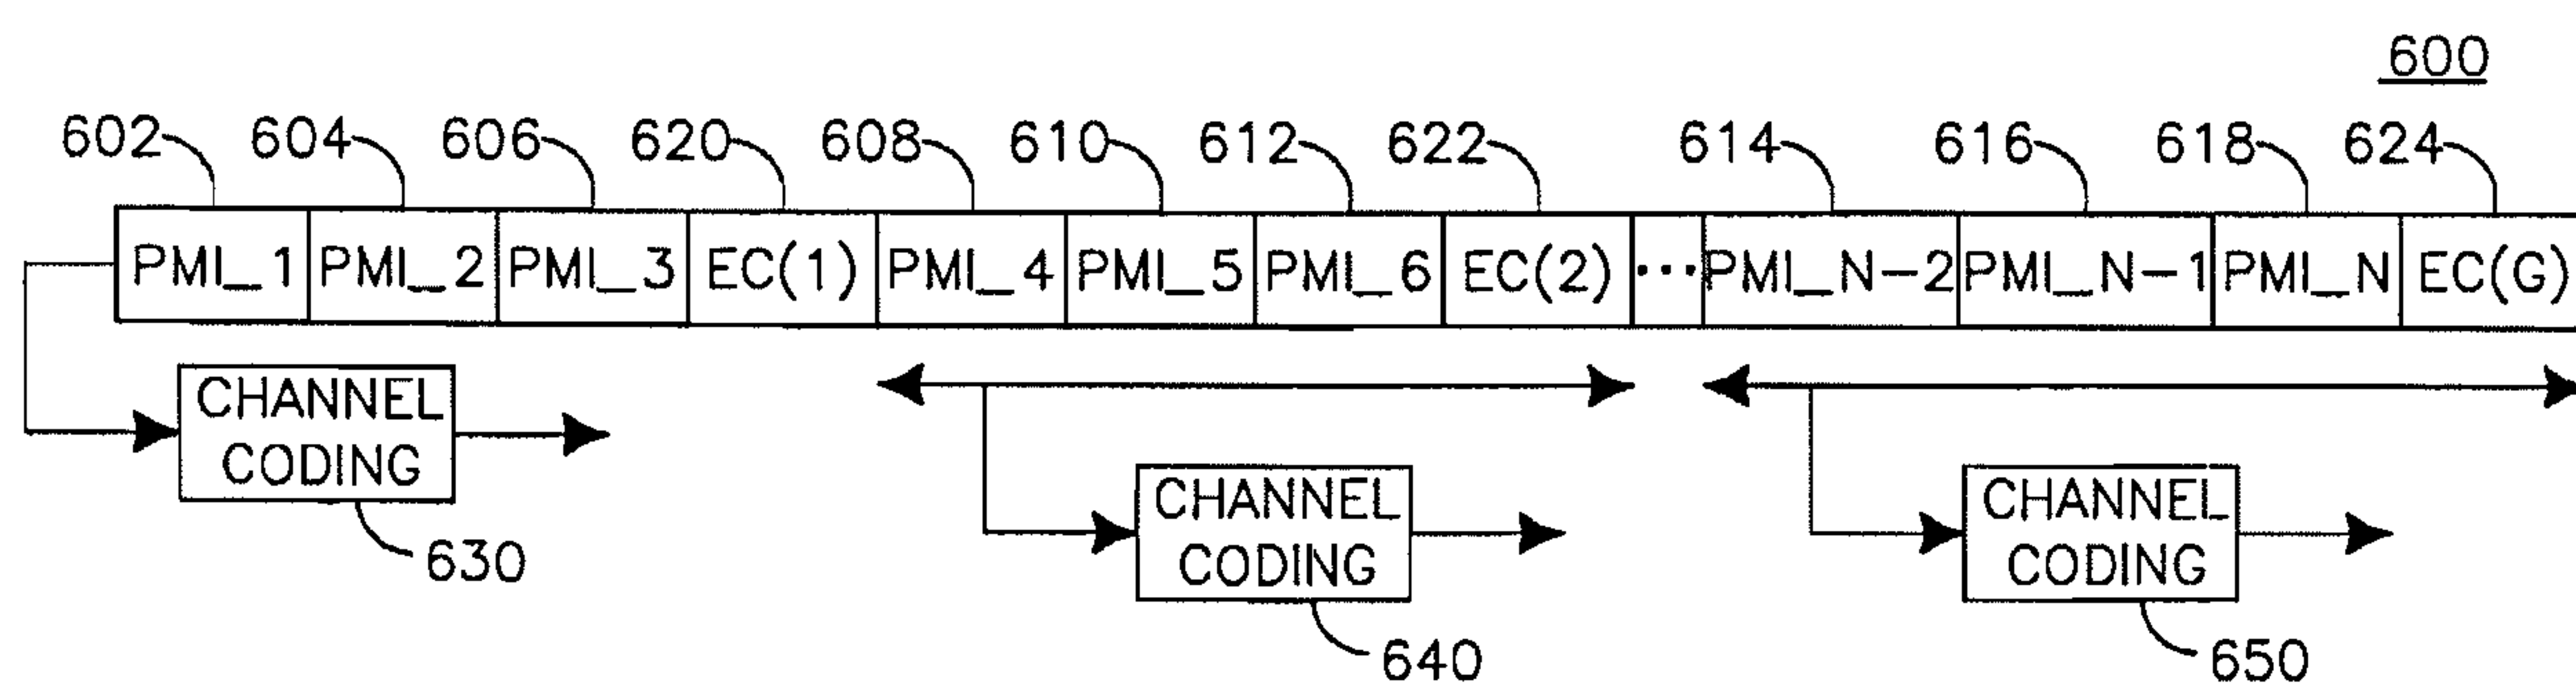 600
602 604 606 620 608 610 612 622 614 616 618 624
PMI_1 PMI_2 PMI_3 EC(1) PMI_4 PMI_5 PMI_6 EC(2) ... PMI_N-2 PMI_N-1 PMI_N EC(G)
CHANNEL
CODING
630
CHANNEL
CODING
640
CHANNEL
CODING
650